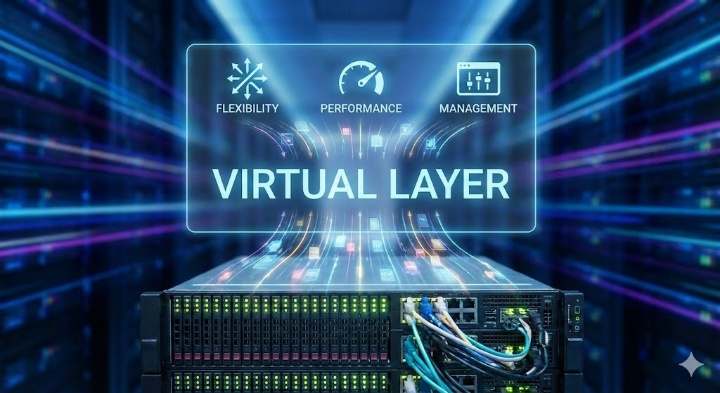 FLEXIBILITY PERFORMANCE MANAGEMENT
VIRTUAL LAYER